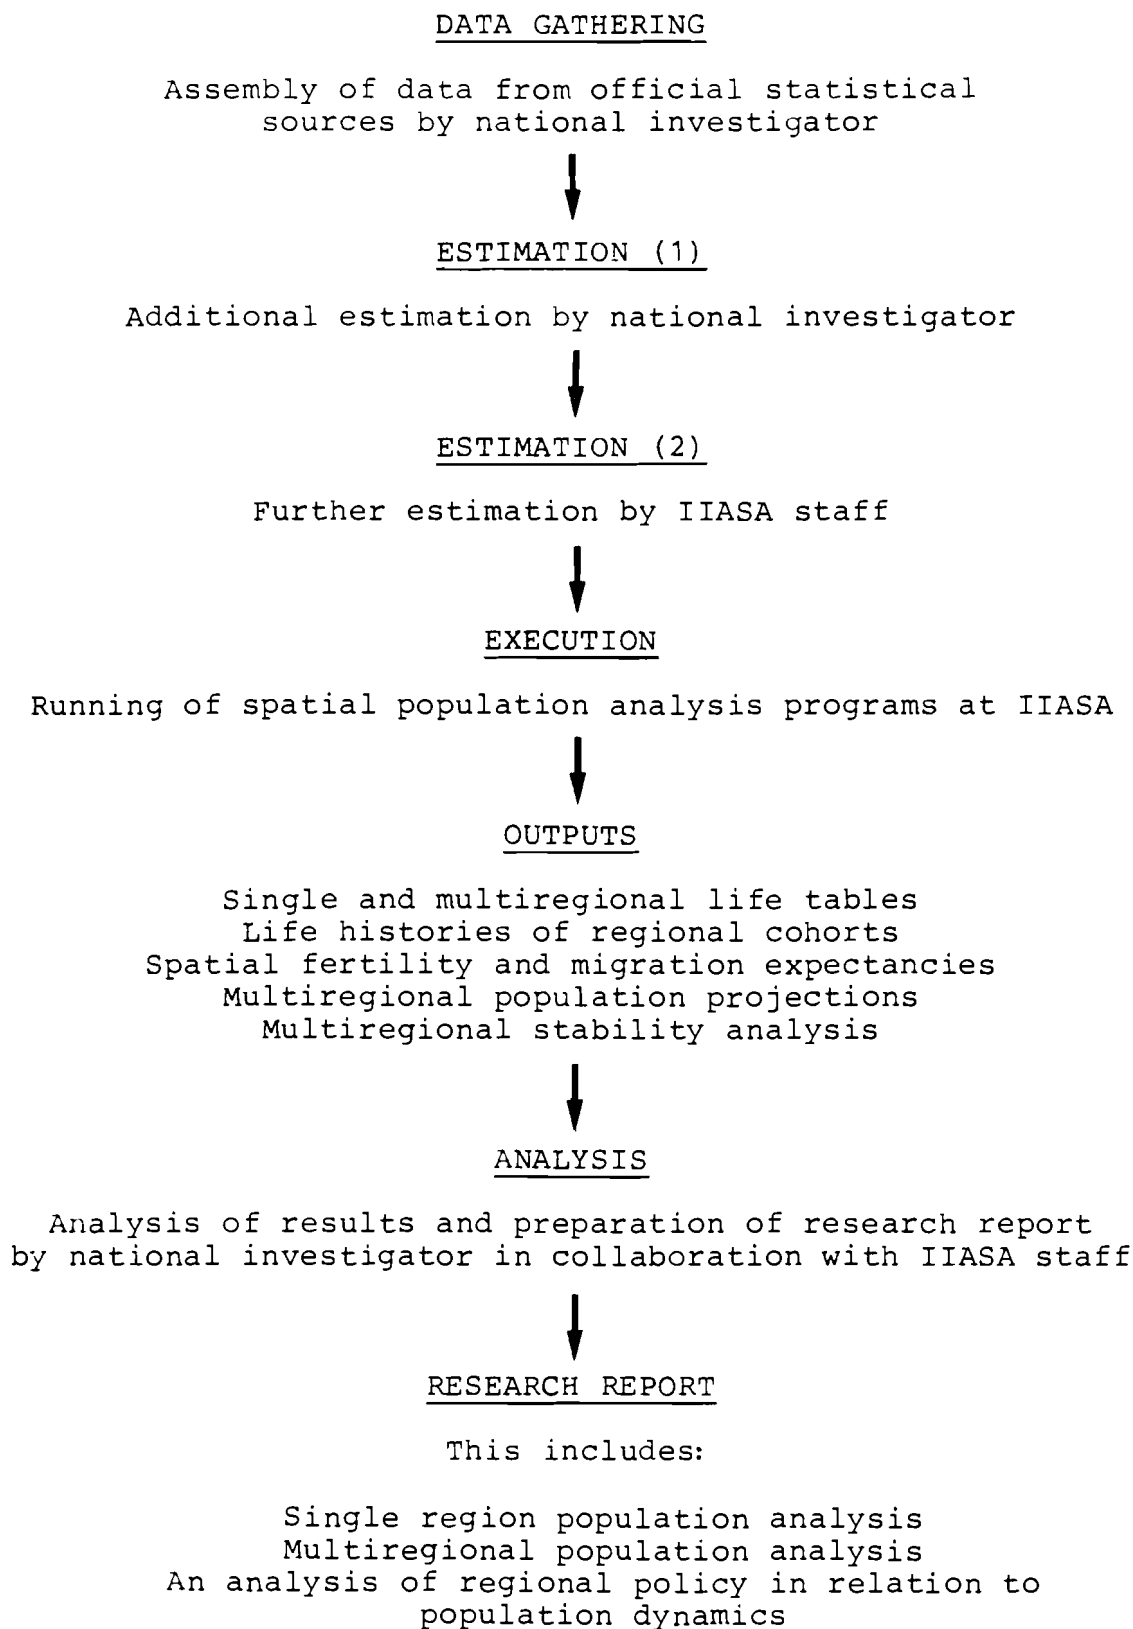 DATA GATHERING
Assembly of data from official statistical
sources by national investigator
ESTIMATION (1)
Additional estimation by national investigator
ESTIMATION (2)
Further estimation by IIASA staff
EXECUTION
Running of spatial population analysis programs at IIASA
OUTPUTS
Single and multiregional life tables
Life histories of regional cohorts
Spatial fertility and migration expectancies
Multiregional population projections
Multiregional stability analysis
ANALYSIS
Analysis of results and preparation of research report
by national investigator in collaboration with IIASA staff
RESEARCH REPORT
This includes:
Single region population analysis
Multiregional population analysis
An analysis of regional policy in relation to
population dynamics